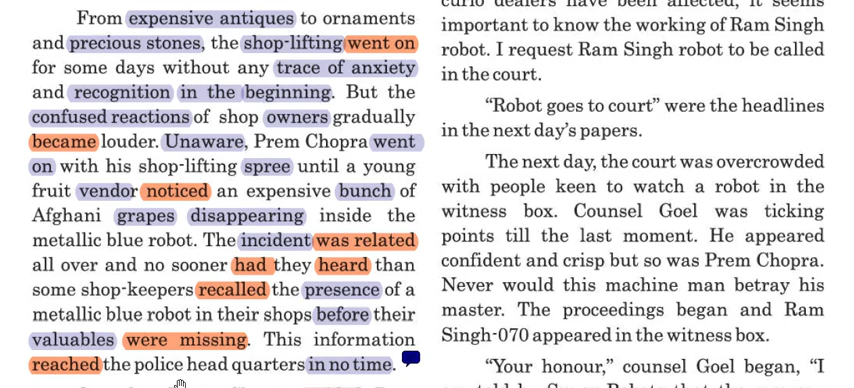 From expensive antiques to ornaments
and precious stones, the shop-lifting went on
for some days without any trace of anxiety
and recognition in the beginning. But the
confused reactions of shop owners gradually
became louder. Unaware, Prem Chopra went
on with his shop-lifting spree until a young
fruit vendor noticed an expensive bunch of
Afghani grapes disappearing inside the
metallic blue robot. The incident was related
all over and no sooner had they heard than
some shop-keepers recalled the presence of a
metallic blue robot in their shops before their
valuables were missing. This information
reached the police head quarters in no time.
curio dealers have been affected, it seems
important to know the working of Ram Singh
robot. I request Ram Singh robot to be called
in the court.
“Robot goes to court” were the headlines
in the next day’s papers.
The next day, the court was overcrowded
with people keen to watch a robot in the
witness box. Counsel Goel was ticking
points till the last moment. He appeared
confident and crisp but so was Prem Chopra.
Never would this machine man betray his
master. The proceedings began and Ram
Singh-070 appeared in the witness box.
“Your honour,” counsel Goel began, “I